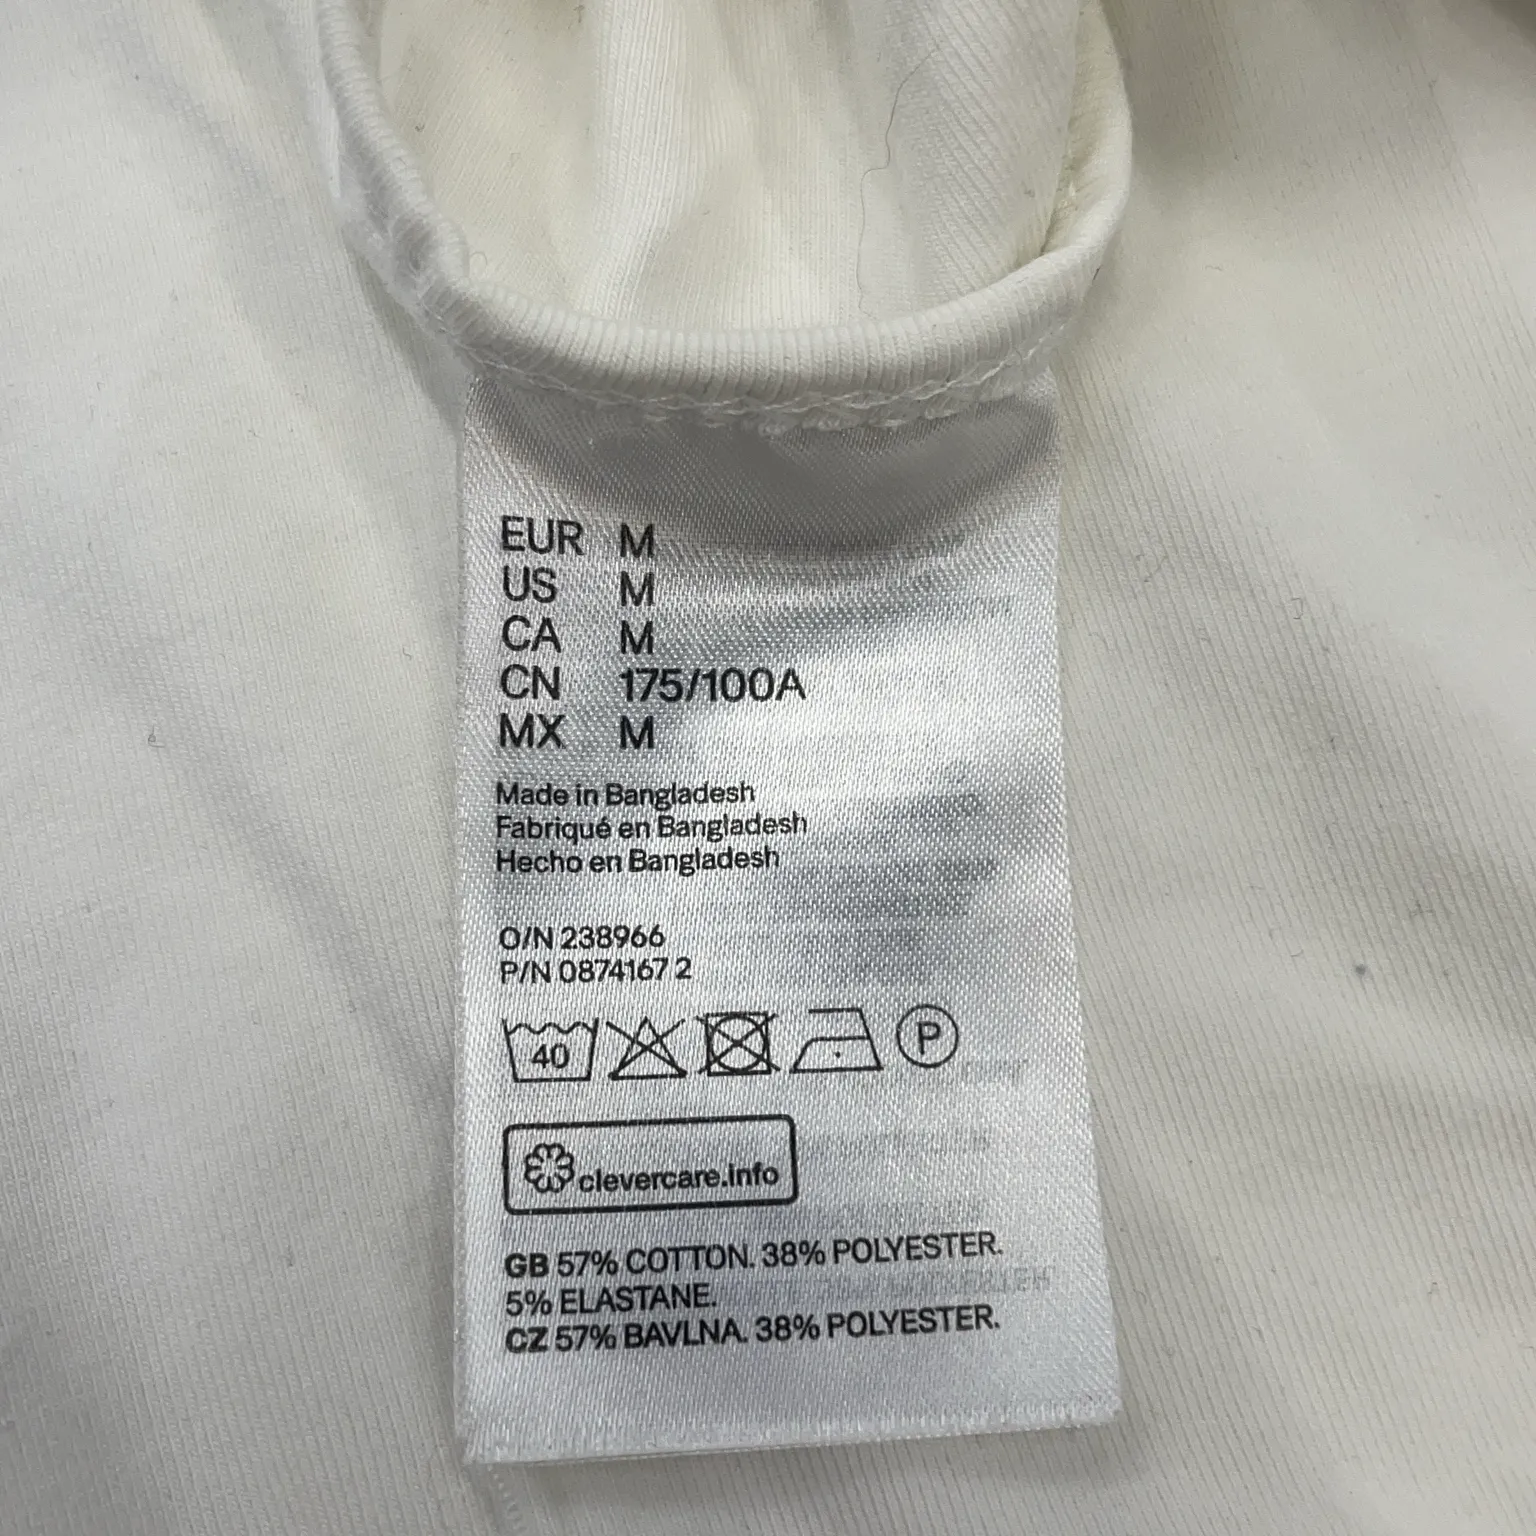 EUR M
US M
CA M
CN 175/100A
MX M
Made in Bangladesh
Fabriqué en Bangladesh
Hecho en Bangladesh
O/N 238966
P/N 0874167 2
40
P
clevercare.info
GB 57% COTTON. 38% POLYESTER.
5% ELASTANE.
CZ 57% BAVLNA. 38% POLYESTER.